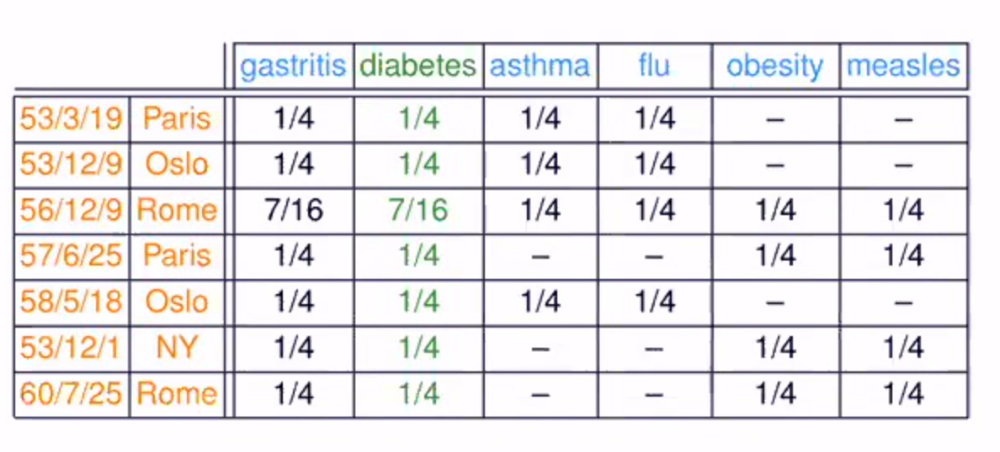 gastritis diabetes asthma flu obesity measles
53/3/19 Paris 1/4 1/4 1/4 1/4 – –
53/12/9 Oslo 1/4 1/4 1/4 1/4 – –
56/12/9 Rome 7/16 7/16 1/4 1/4 1/4 1/4
57/6/25 Paris 1/4 1/4 – – 1/4 1/4
58/5/18 Oslo 1/4 1/4 1/4 1/4 – –
53/12/1 NY 1/4 1/4 – – 1/4 1/4
60/7/25 Rome 1/4 1/4 – – 1/4 1/4